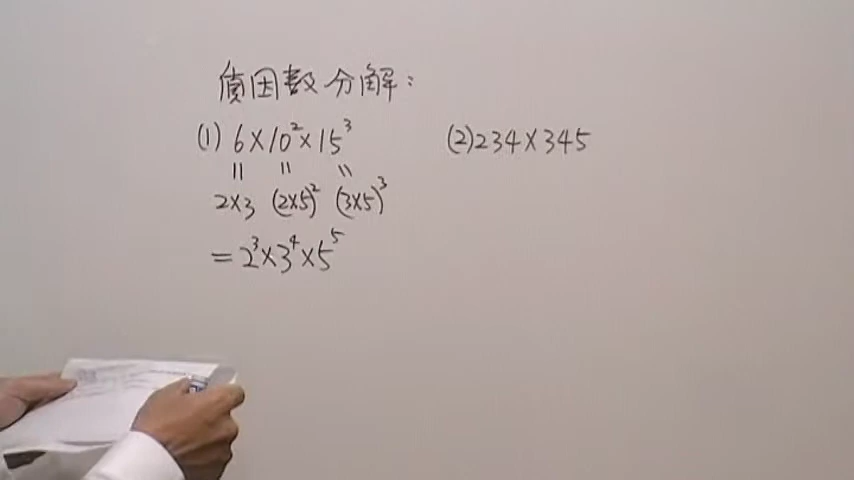 質因數分解：
(1) 6×10²×15³
= = =
2×3 (2×5)² (3×5)³
= 2³×3⁴×5⁵
(2) 234×345